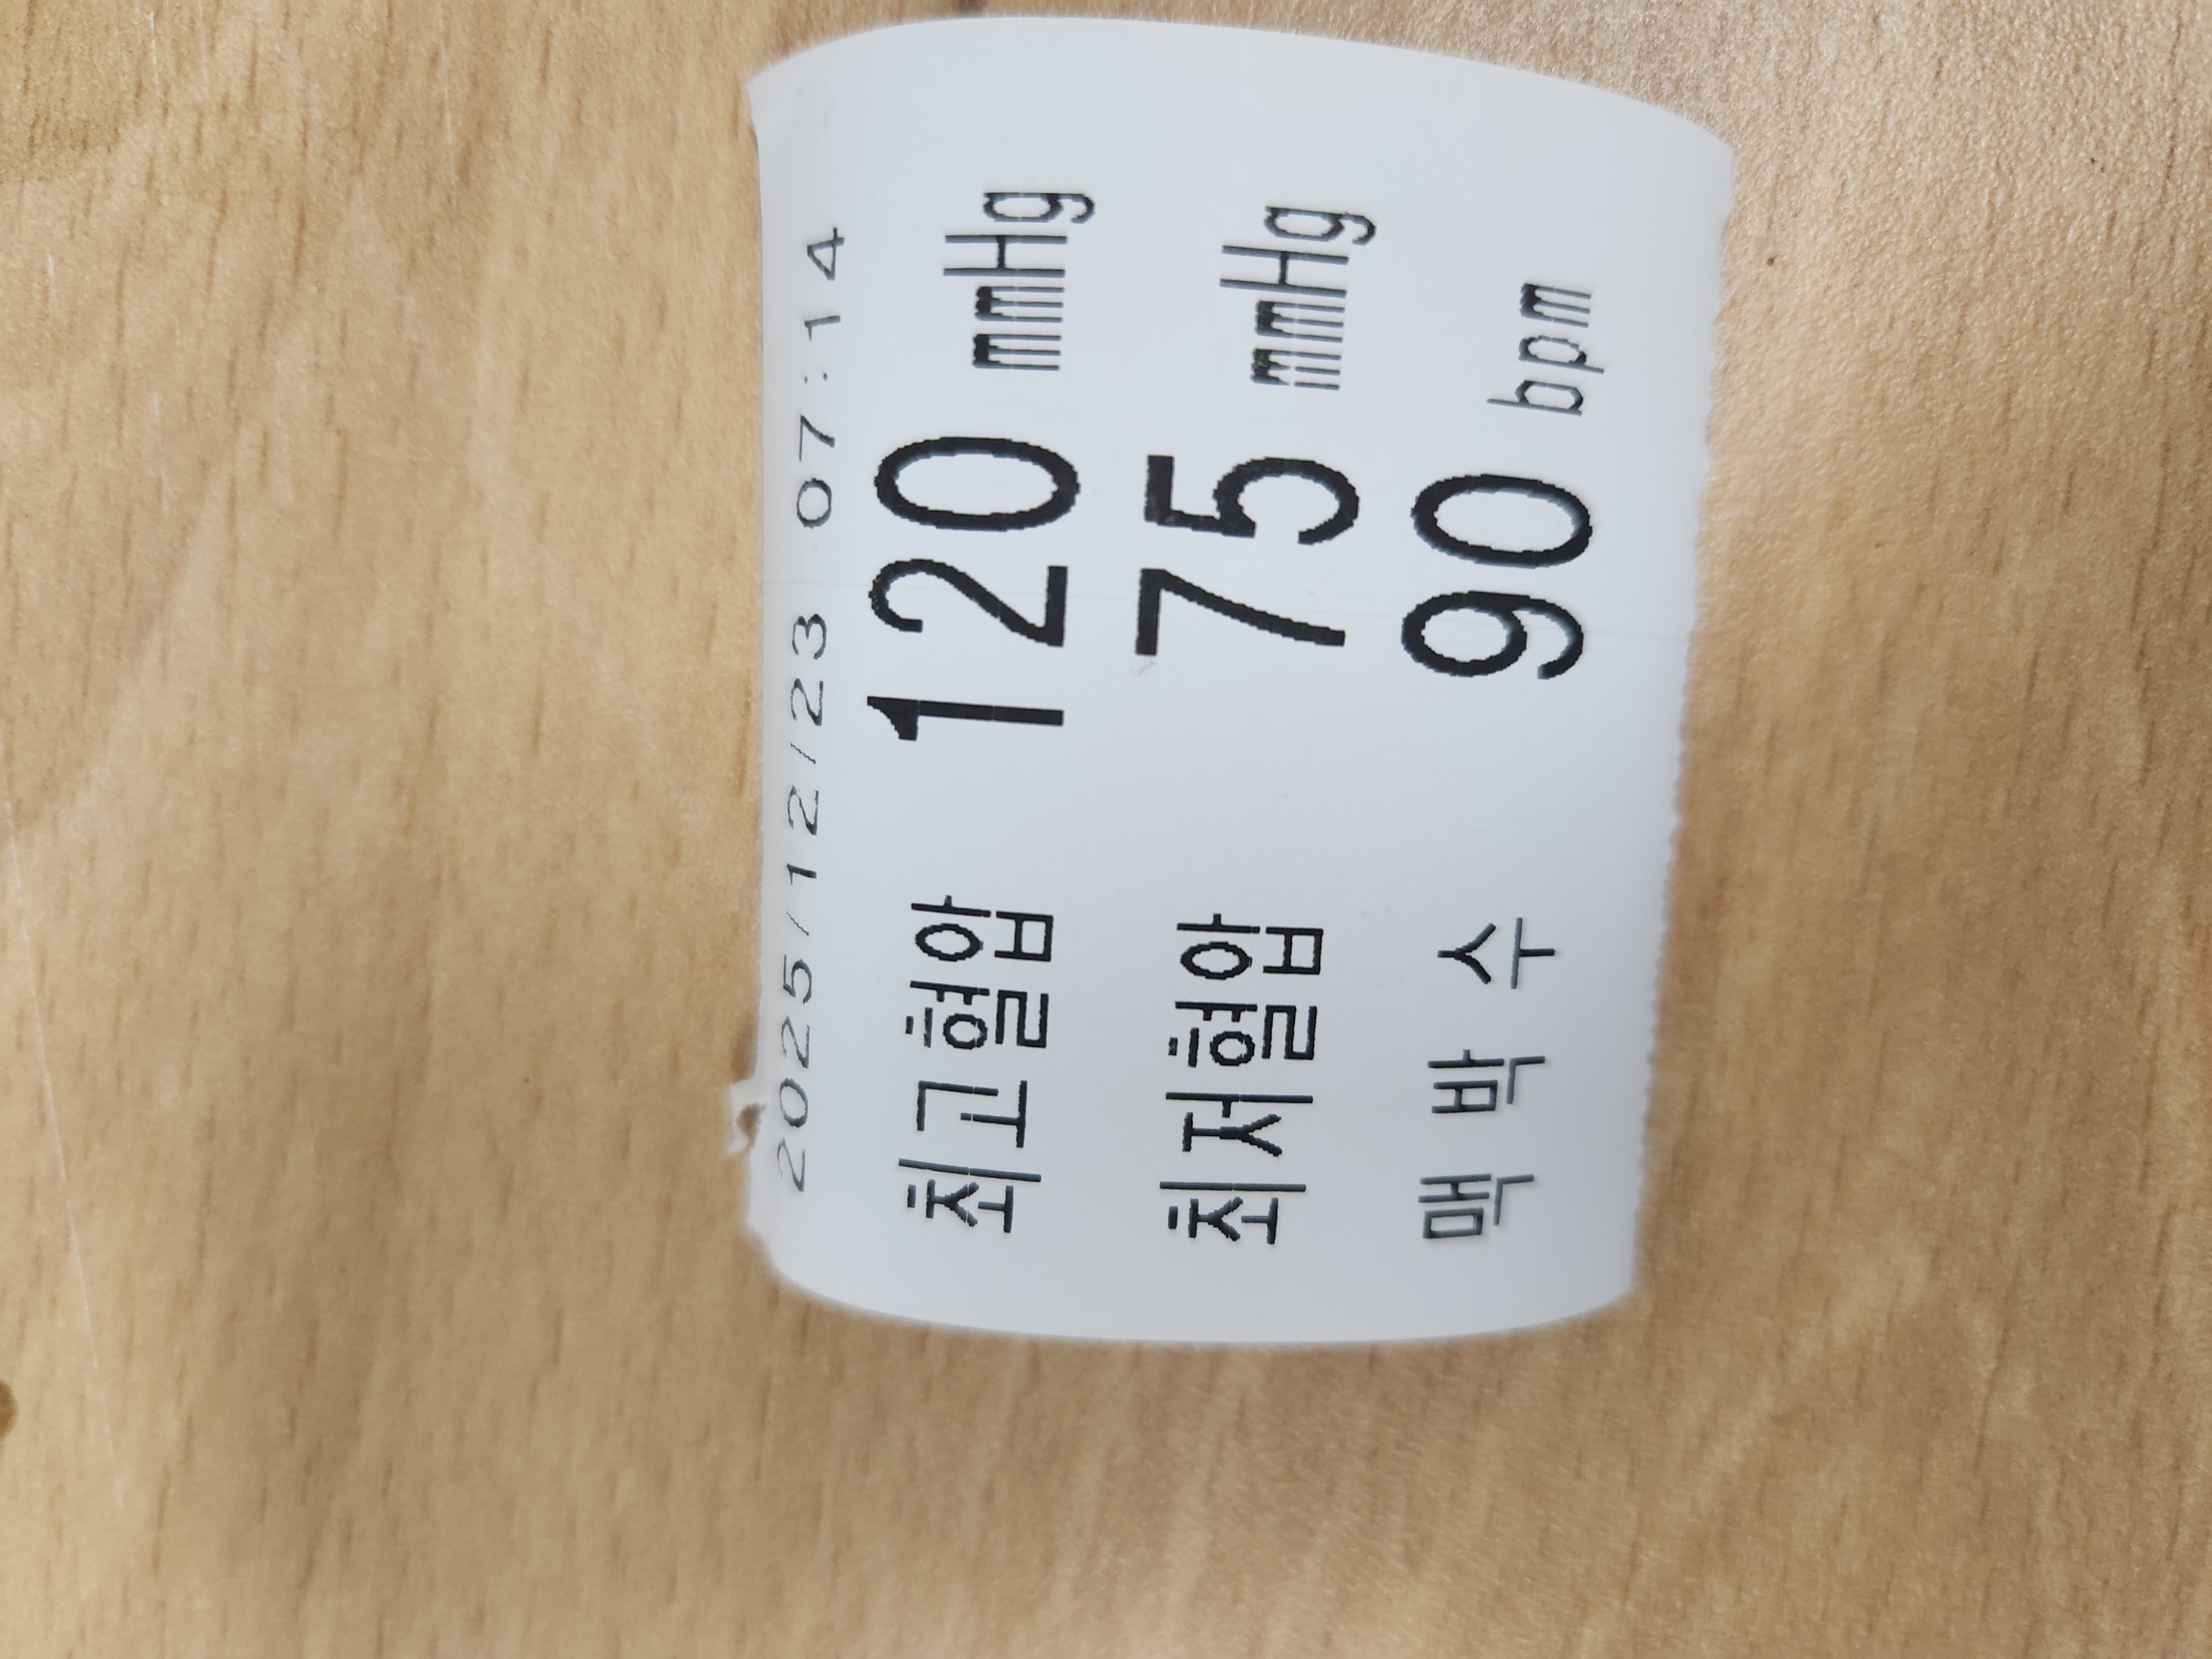 2025/12/23 07:14
최고혈압 120 mmHg
최저혈압 75 mmHg
맥 박 수 90 bpm